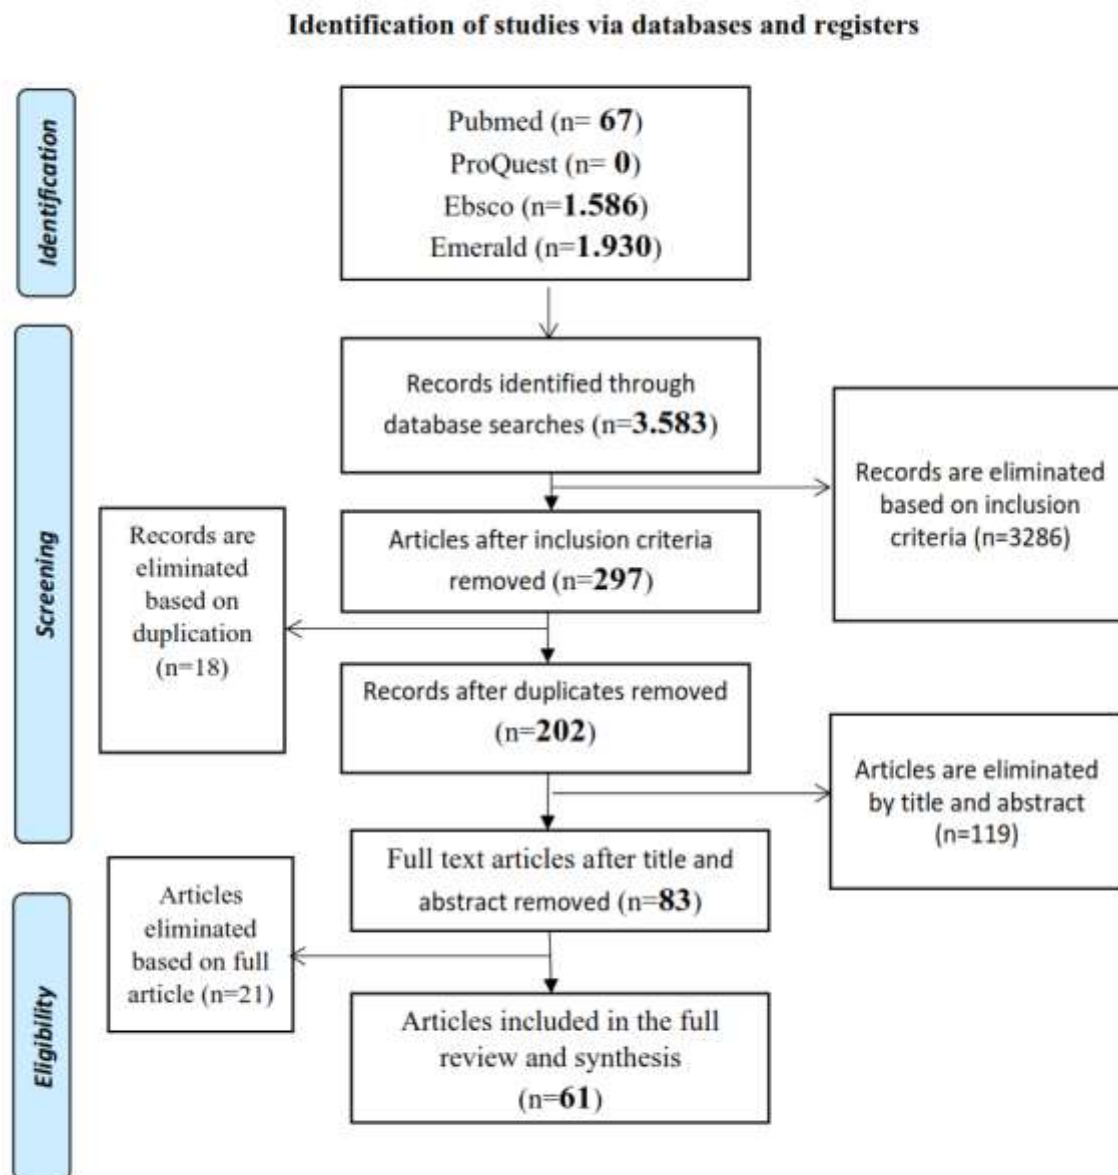 Identification of studies via databases and registers
Identification
Pubmed (n= 67)
ProQuest (n= 0)
Ebsco (n=1.586)
Emerald (n=1.930)
Screening
Records identified through
database searches (n=3.583)
Records are eliminated
based on inclusion
criteria (n=3286)
Articles after inclusion criteria
removed (n=297)
Records are
eliminated
based on
duplication
(n=18)
Records after duplicates removed
(n=202)
Articles are eliminated
by title and abstract
(n=119)
Full text articles after title and
abstract removed (n=83)
Eligibility
Articles
eliminated
based on full
article (n=21)
Articles included in the full
review and synthesis
(n=61)